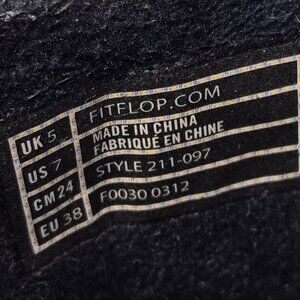 UK 5 FITFLOP.COM
US 7 MADE IN CHINA
FABRIQUÉ EN CHINE
CM 24 STYLE 211-097
EU 38 F0030 0312